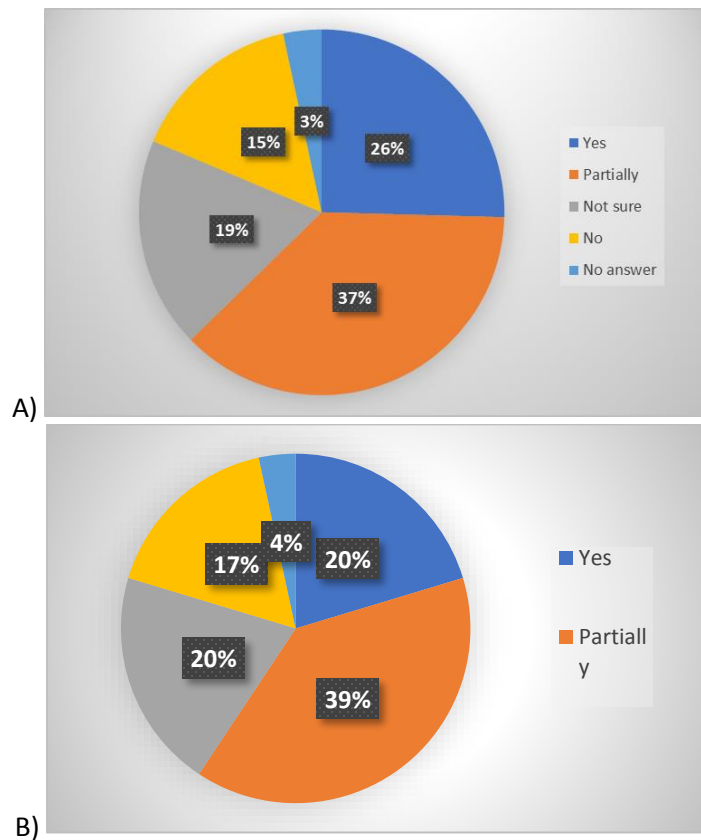 3%
26%
15%
19%
37%
Yes
Partially
Not sure
No
No answer
A)
4%
20%
17%
20%
39%
Yes
Partiall
y
B)